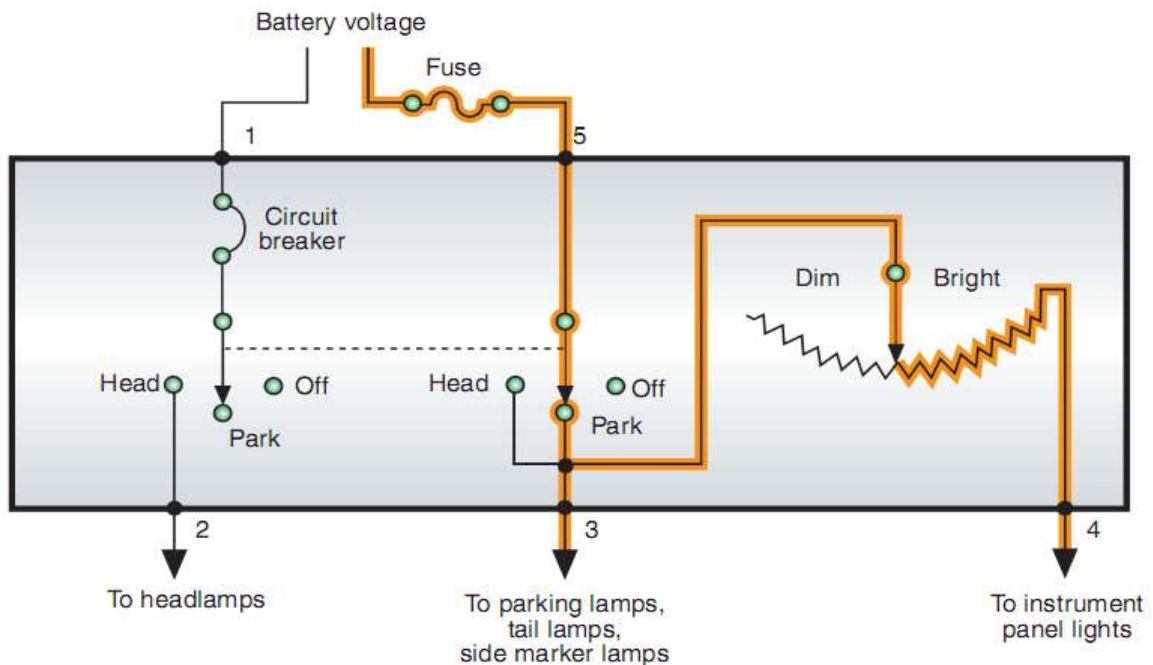 Battery voltage
Fuse
1
5
Circuit
breaker
Dim
Bright
Head
Off
Park
Head
Off
Park
2
3
4
To headlamps
To parking lamps,
tail lamps,
side marker lamps
To instrument
panel lights